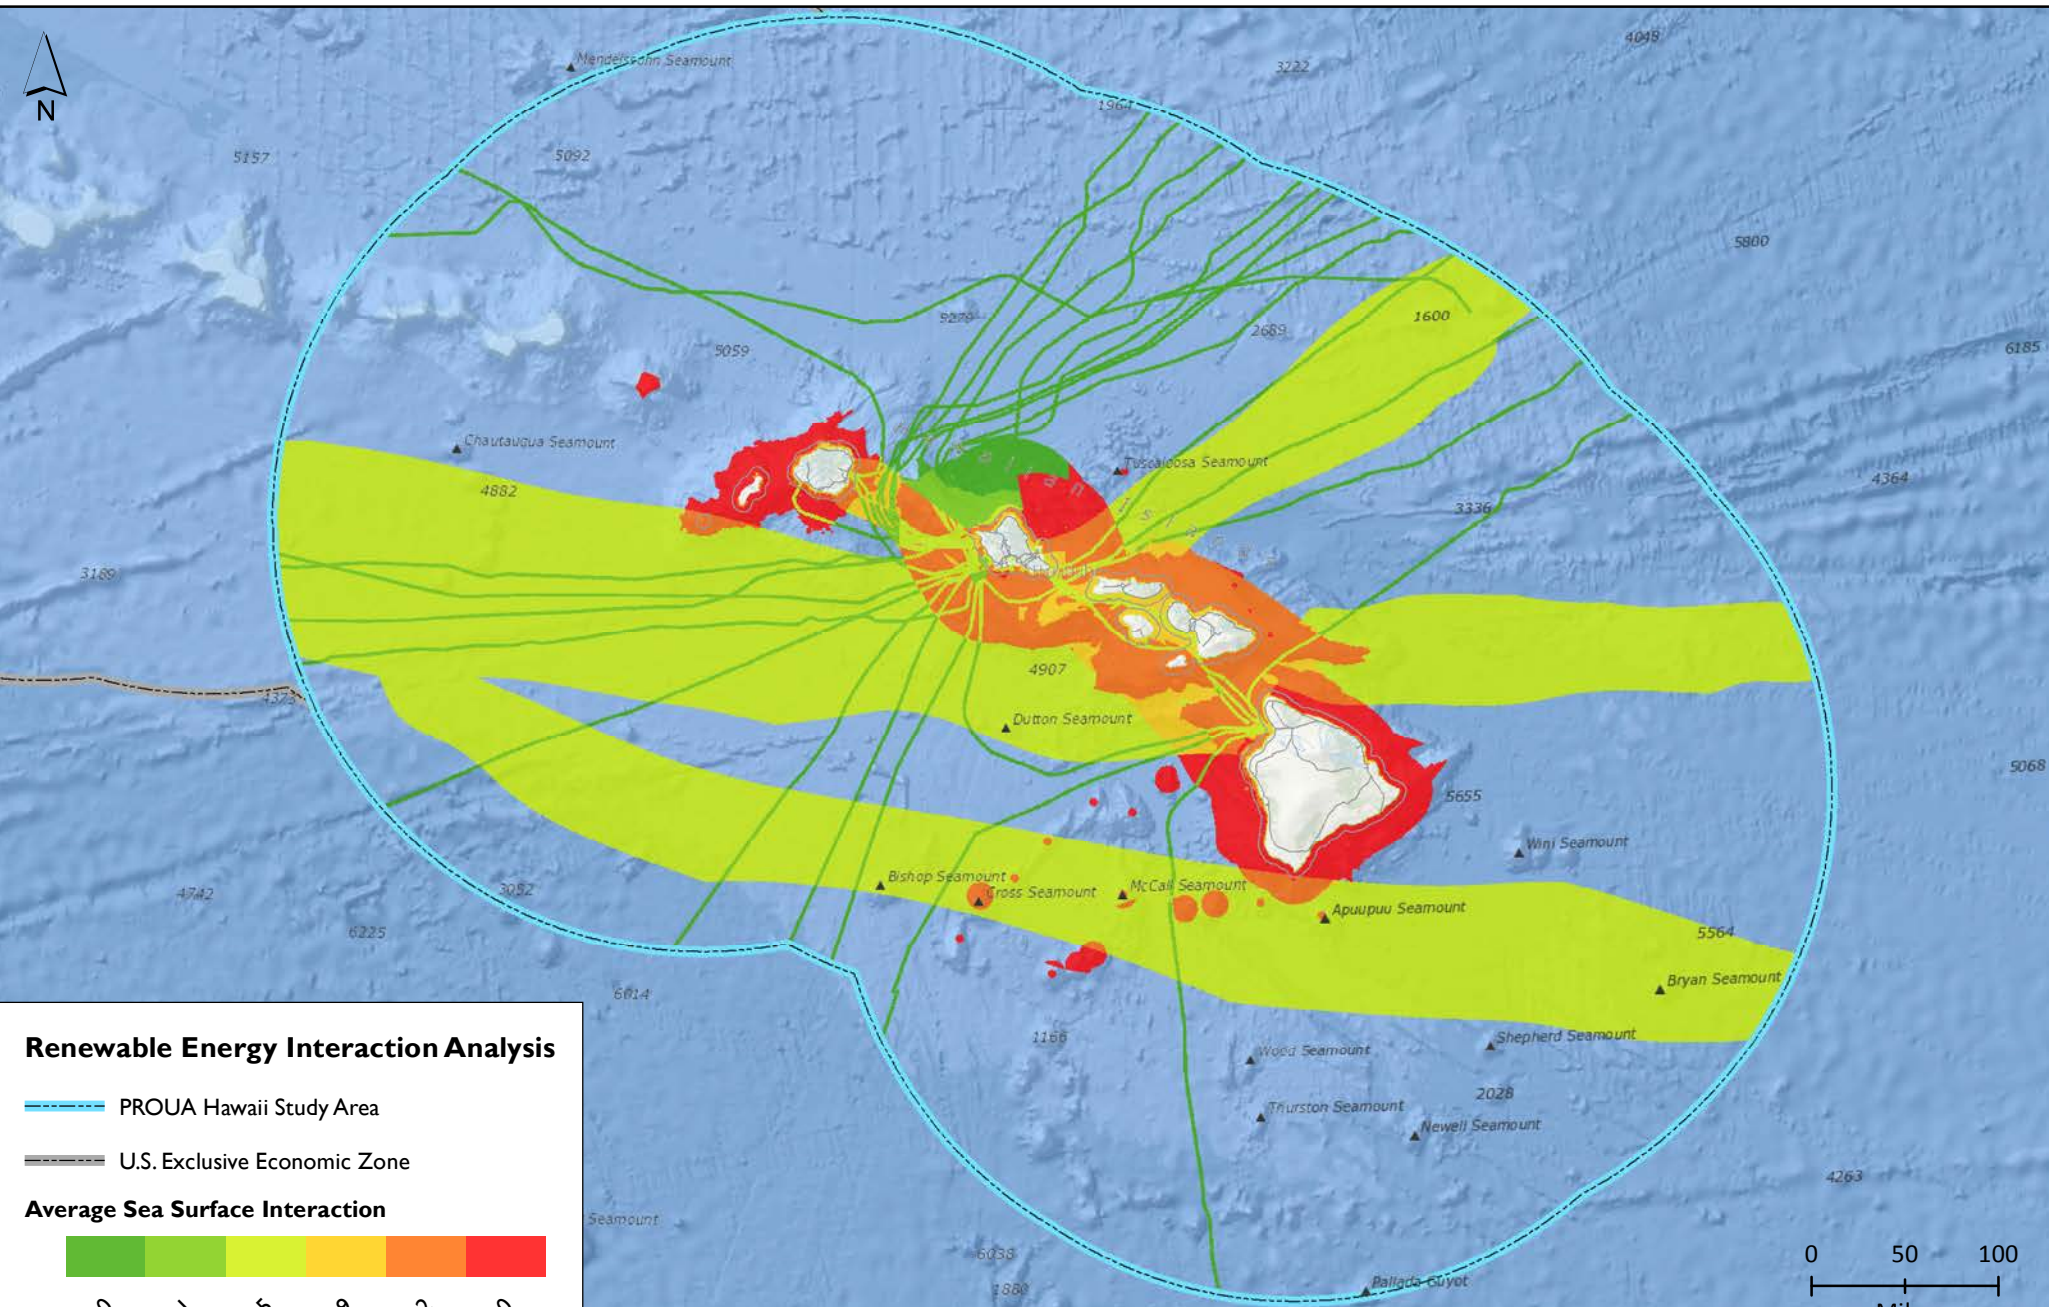 4048
Mendelssohn Seamount
3222
N
1964
5157
5092
5800
1600
5279
2689
5059
6185
Chautauqua Seamount
Tuscaloosa Seamount
4882
4364
3336
3189
4907
4373
Dutton Seamount
5068
5655
Wini Seamount
Bishop Seamount
McCall Seamount
4742
3052
Cross Seamount
Apuupuu Seamount
6225
5564
Bryan Seamount
6014
1166
Shepherd Seamount
Wood Seamount
2028
Thurston Seamount
Newell Seamount
4263
Seamount
6038
1880
Pallada Guyot
Renewable Energy Interaction Analysis
PROUA Hawaii Study Area
U.S. Exclusive Economic Zone
Average Sea Surface Interaction
0 50 100